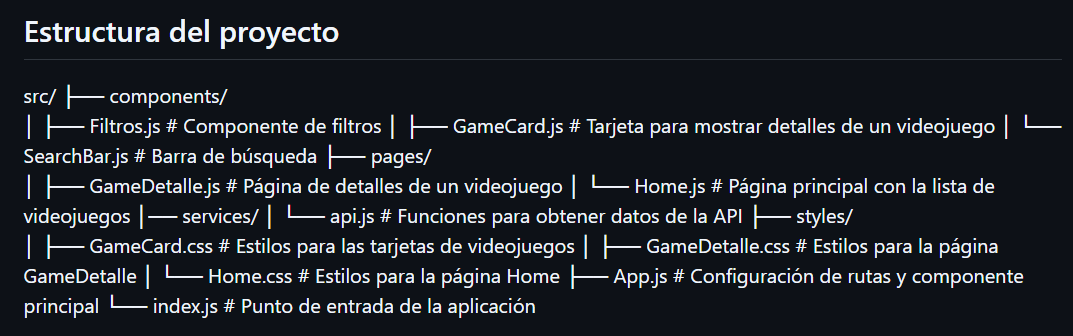 Estructura del proyecto
src/ ├── components/
│ ├── Filtros.js # Componente de filtros │ ├── GameCard.js # Tarjeta para mostrar detalles de un videojuego │ └──
SearchBar.js # Barra de búsqueda ├── pages/
│ ├── GameDetalle.js # Página de detalles de un videojuego │ └── Home.js # Página principal con la lista de
videojuegos │── services/ │ └── api.js # Funciones para obtener datos de la API ├── styles/
│ ├── GameCard.css # Estilos para las tarjetas de videojuegos │ ├── GameDetalle.css # Estilos para la página
GameDetalle │ └── Home.css # Estilos para la página Home ├── App.js # Configuración de rutas y componente
principal └── index.js # Punto de entrada de la aplicación